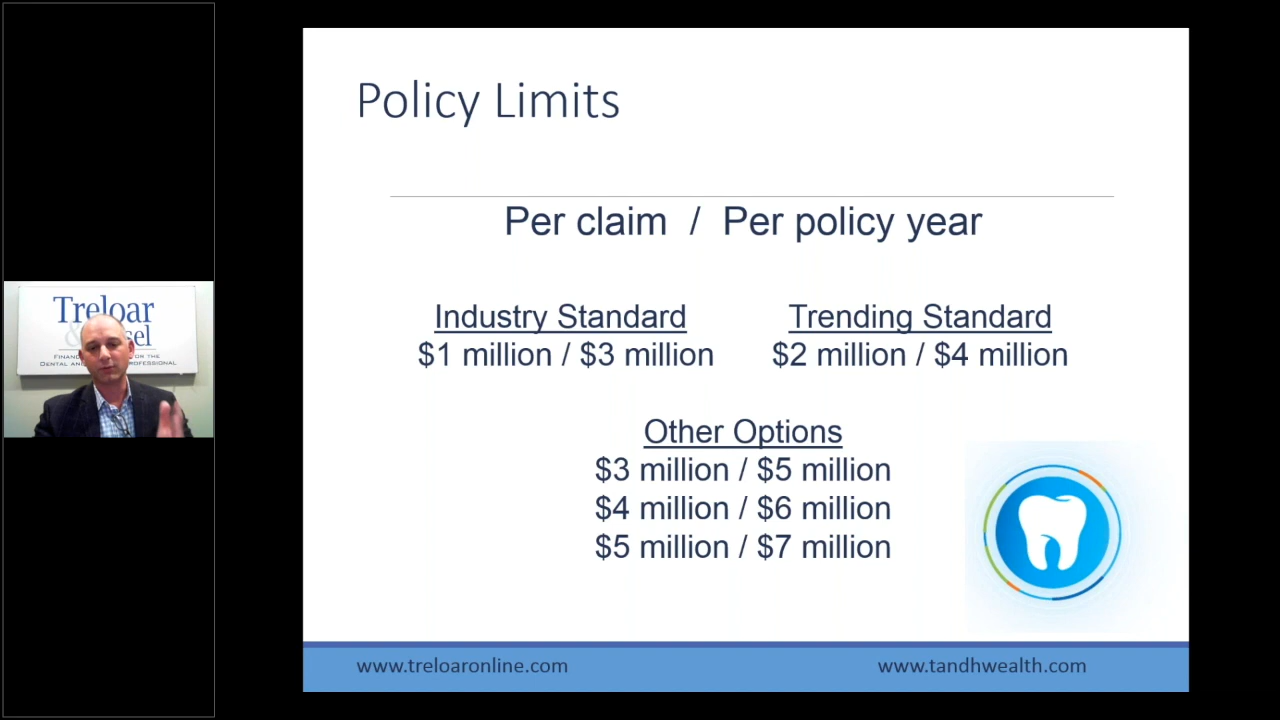 Policy Limits
Per claim / Per policy year
Industry Standard
$1 million / $3 million
Trending Standard
$2 million / $4 million
Other Options
$3 million / $5 million
$4 million / $6 million
$5 million / $7 million
www.treloaronline.com
www.tandhwealth.com
Treloar
THE
DENTAL